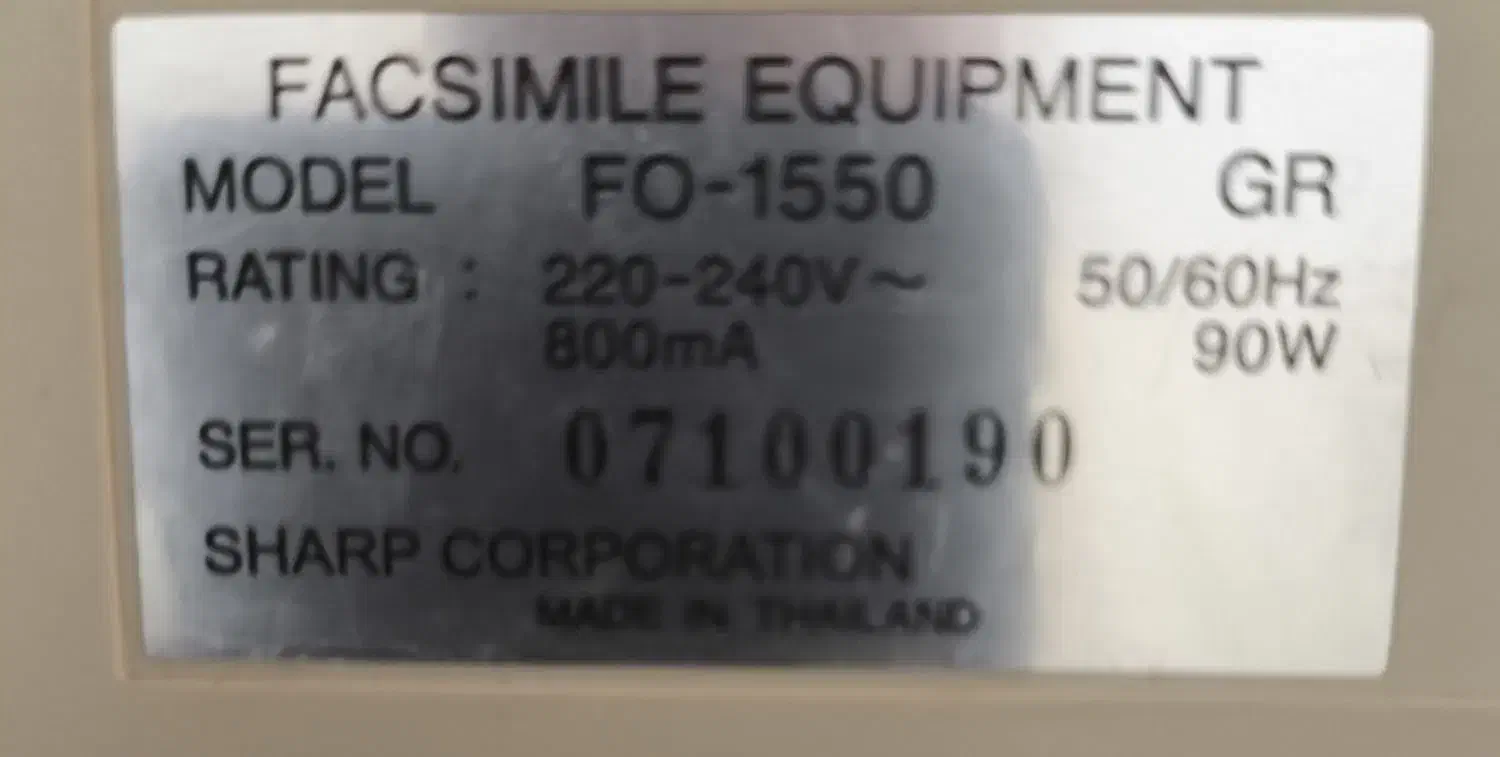 FACSIMILE EQUIPMENT
MODEL FO-1550 GR
RATING : 220-240V~ 50/60Hz
800mA 90W
SER. NO. 07100190
SHARP CORPORATION
MADE IN THAILAND